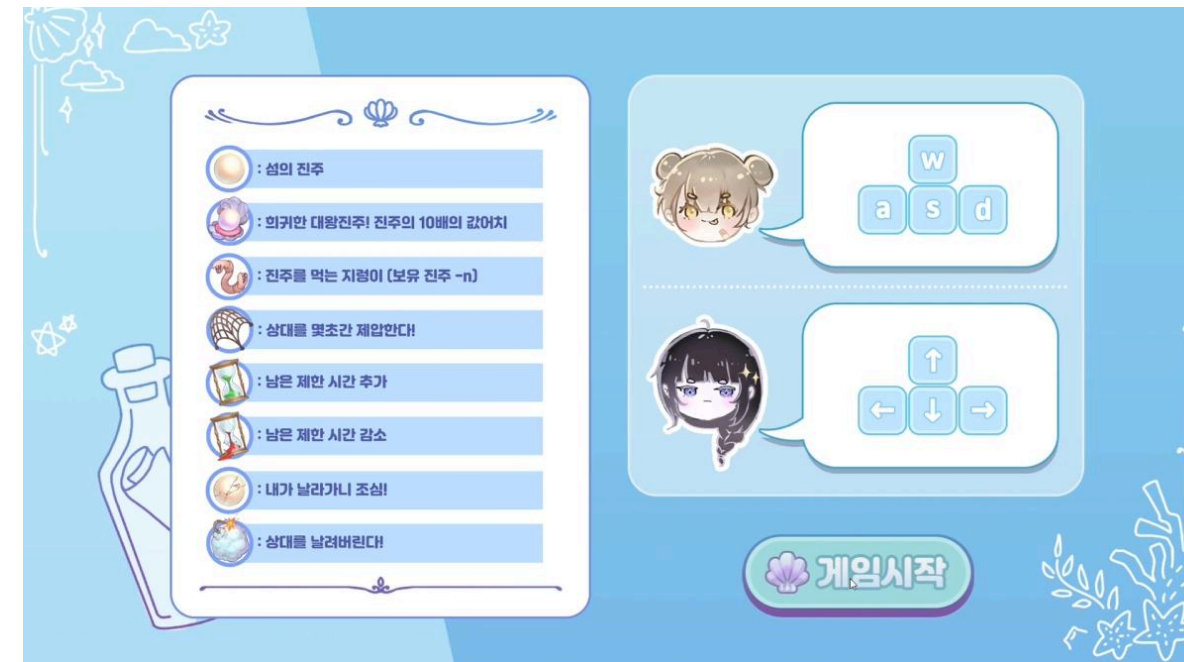 : 섬의 진주
: 희귀한 대왕진주! 진주의 10배의 값어치
: 진주를 먹는 지렁이 (보유 진주 -n)
: 상대를 몇초간 제압한다!
: 남은 제한 시간 추가
: 남은 제한 시간 감소
: 내가 날라가니 조심!
: 상대를 날려버린다!
w
a s d
↑
← ↓ →
게임시작